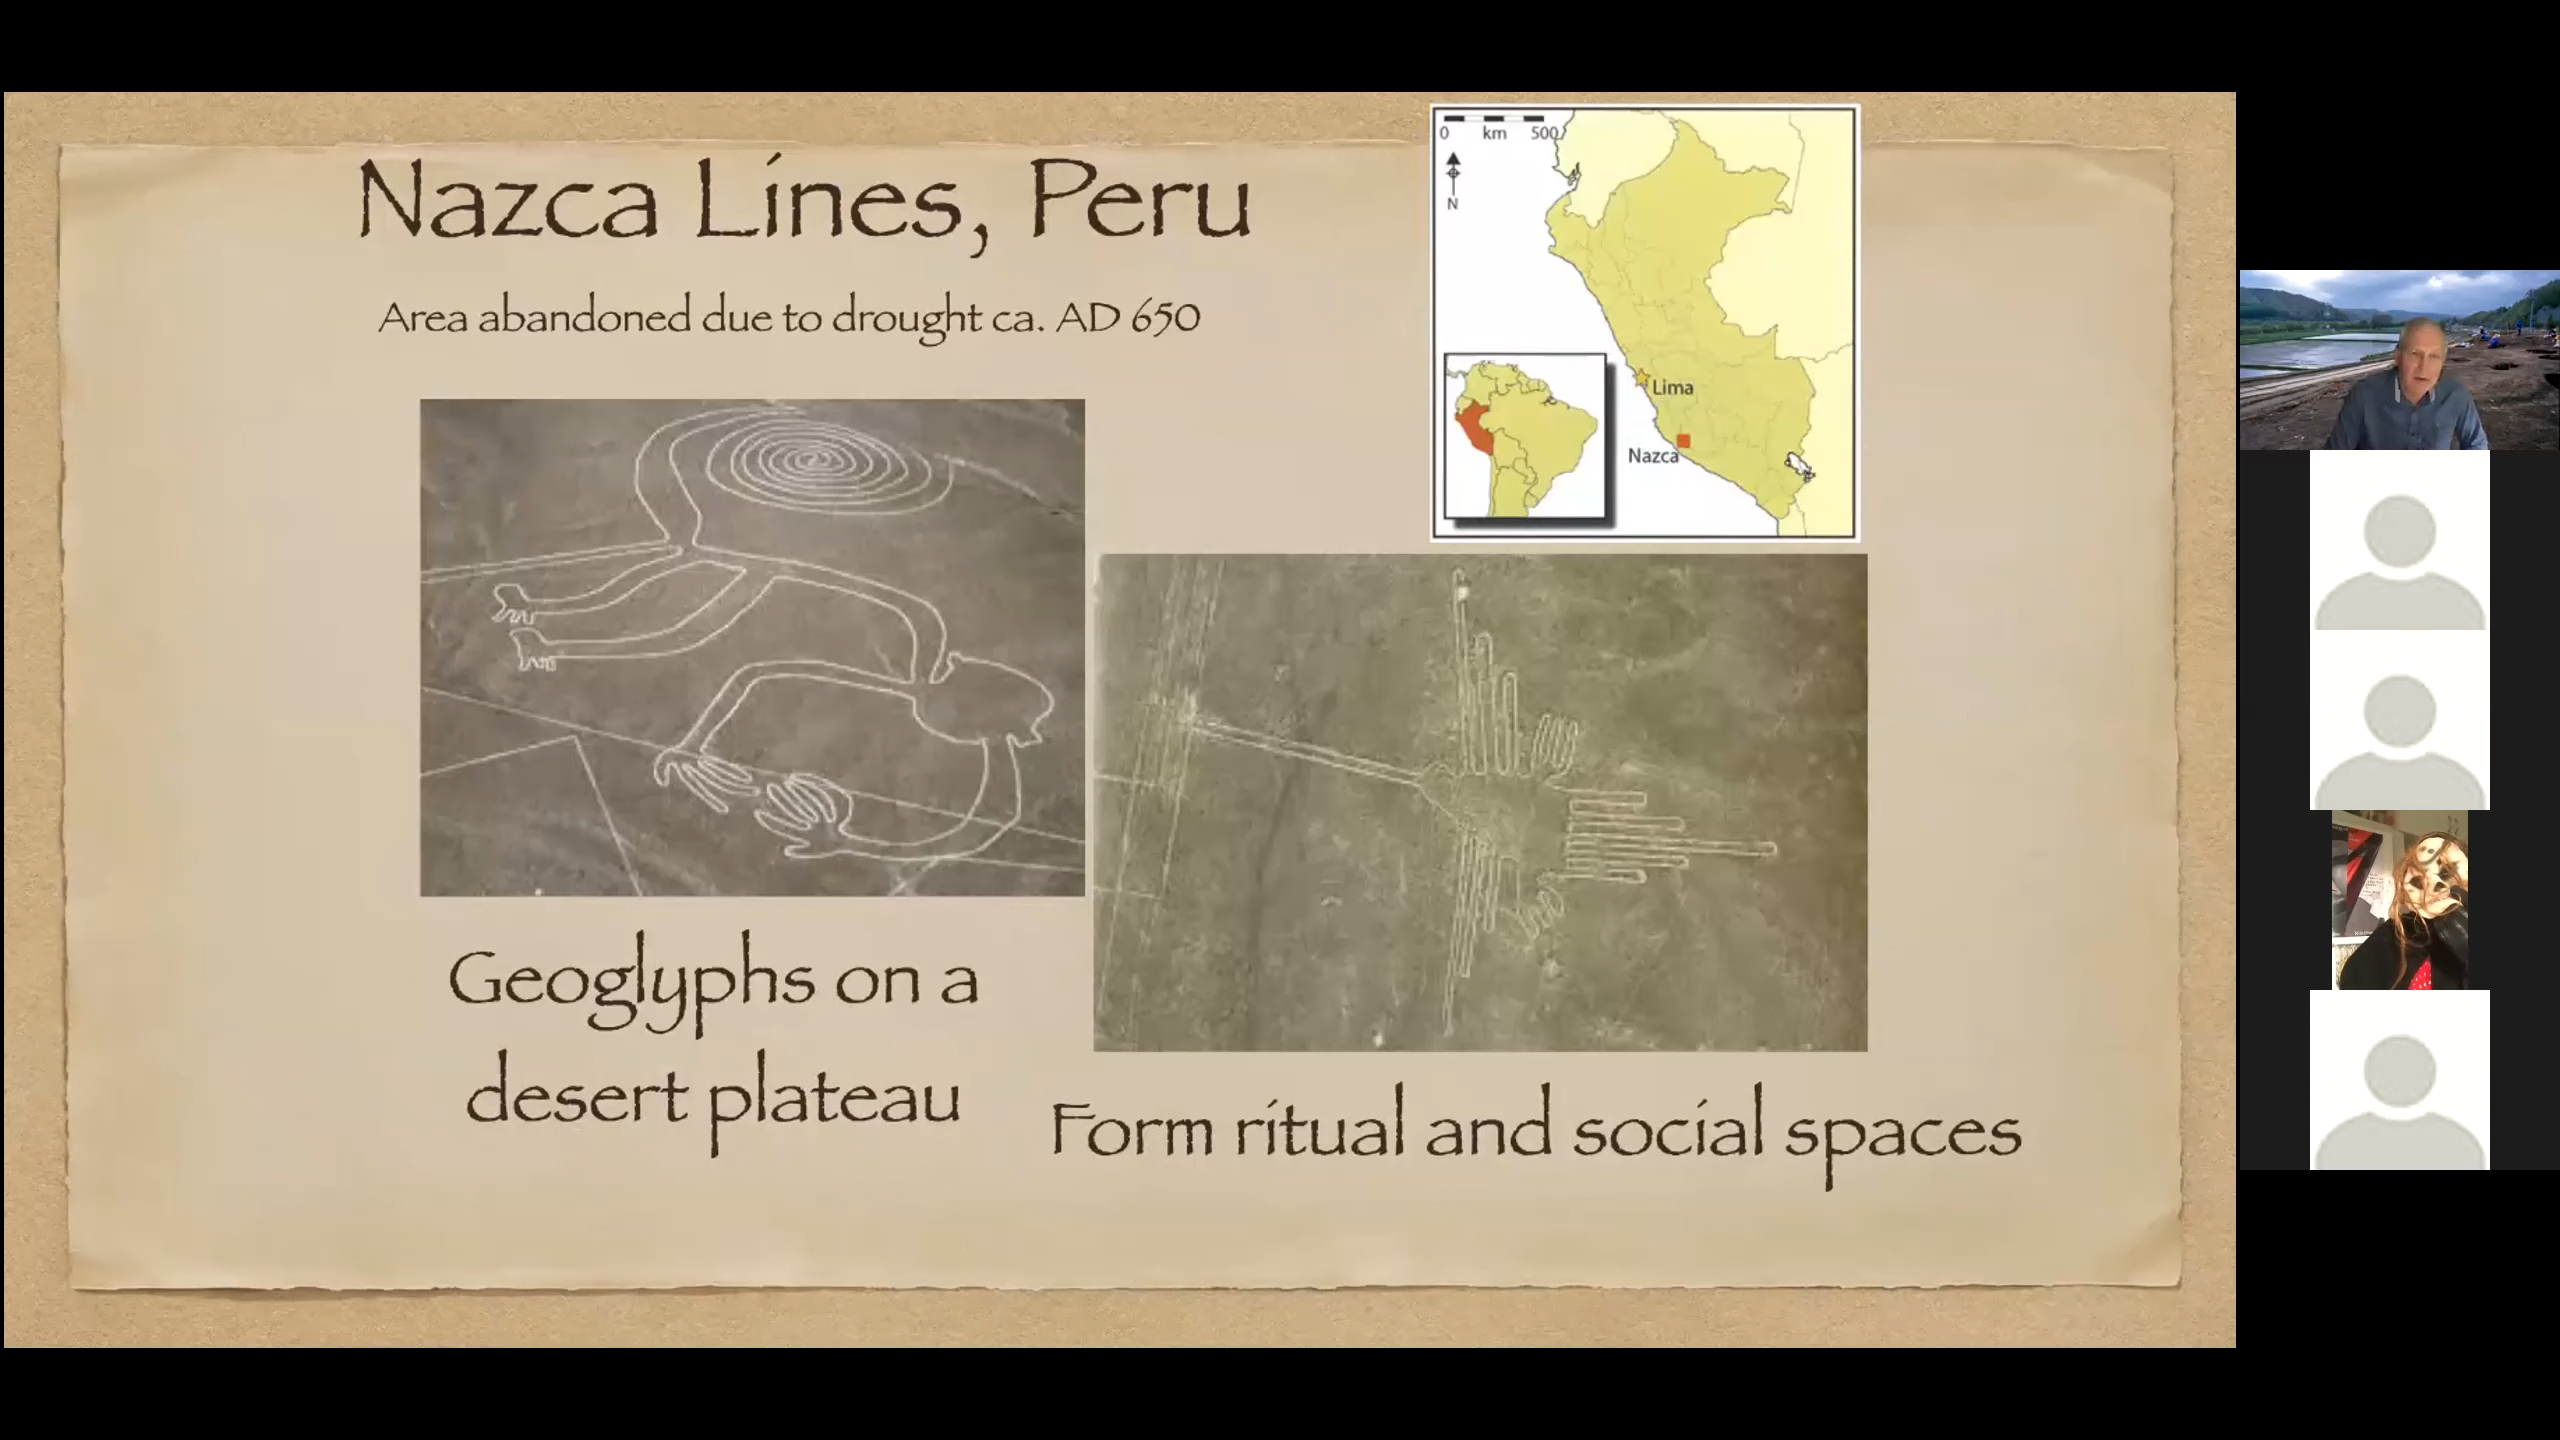 Nazca Lines, Peru
Area abandoned due to drought ca. AD 650
0 km 500
N
Lima
Nazca
Geoglyphs on a
desert plateau
Form ritual and social spaces